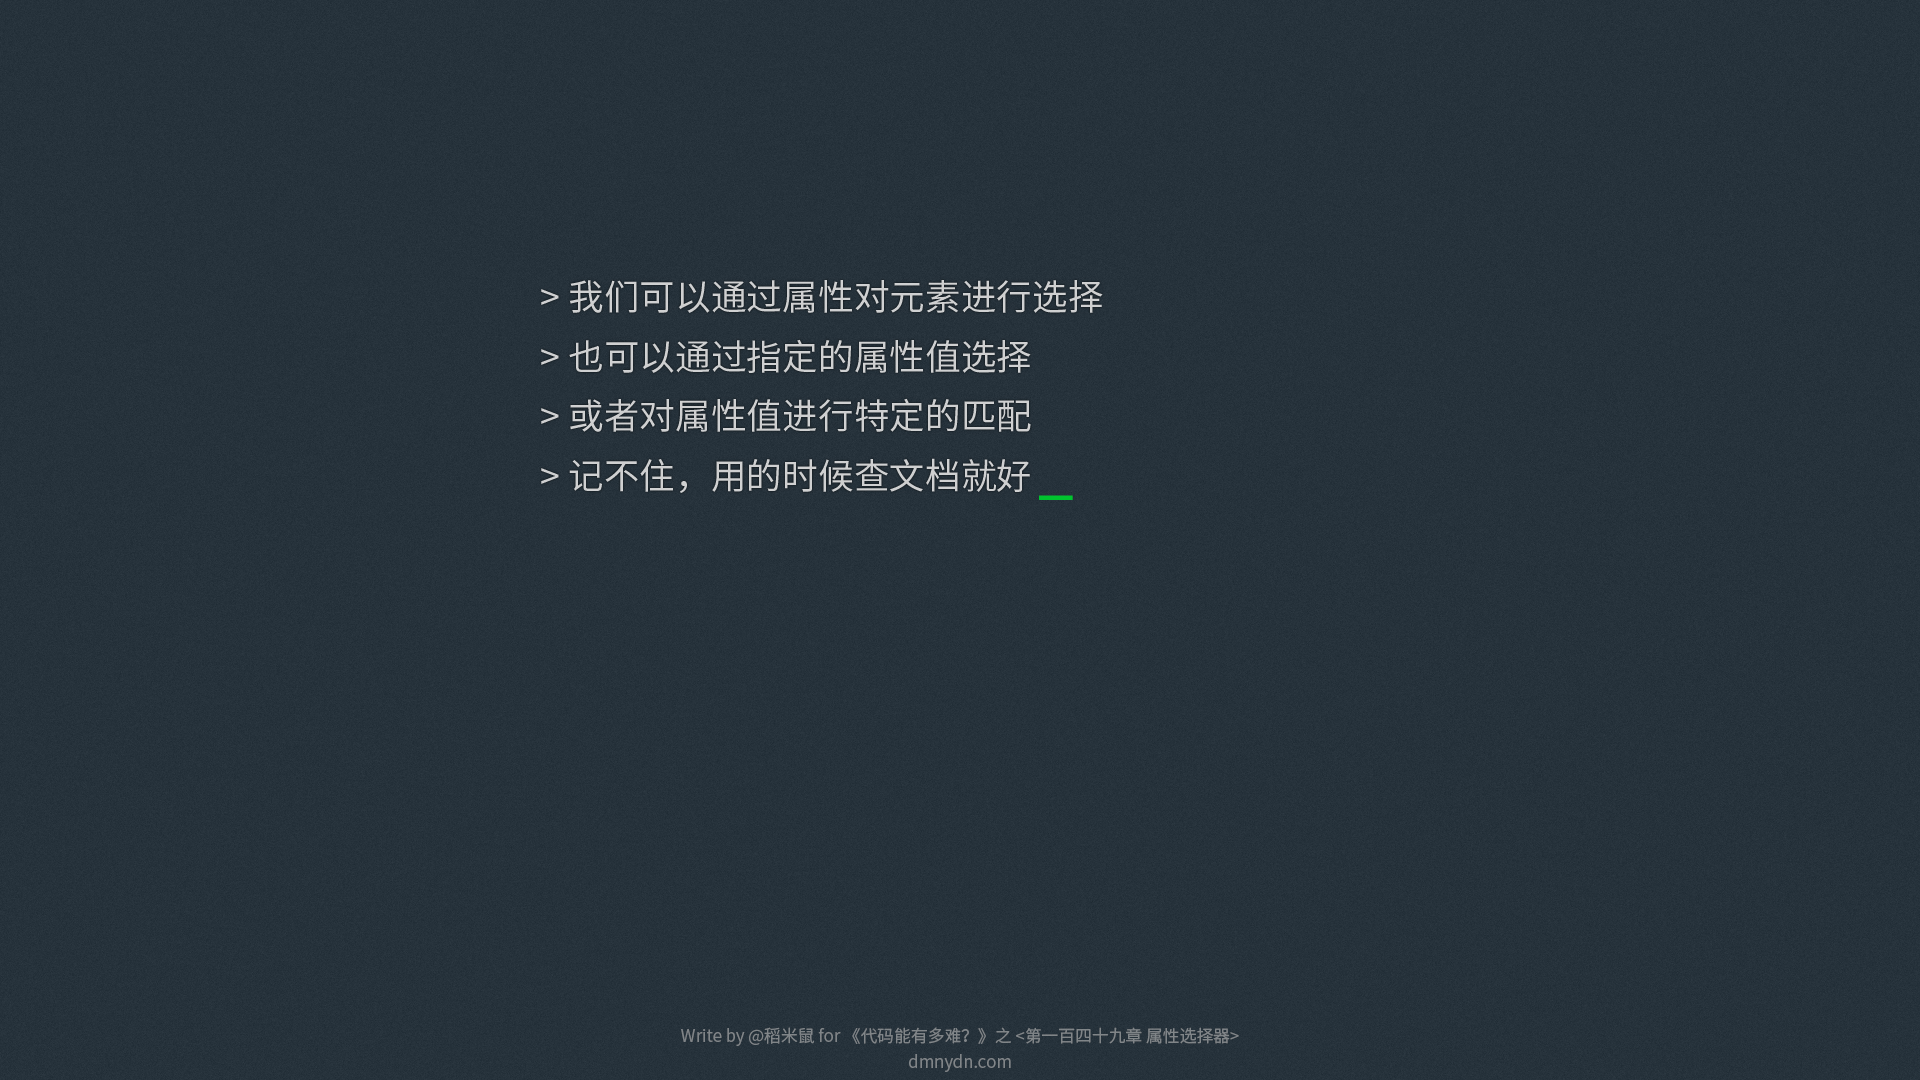 > 我们可以通过属性对元素进行选择
> 也可以通过指定的属性值选择
> 或者对属性值进行特定的匹配
> 记不住，用的时候查文档就好
Write by @稻米鼠 for 《代码能有多难？》之 <第一百四十九章 属性选择器>
dmnydn.com